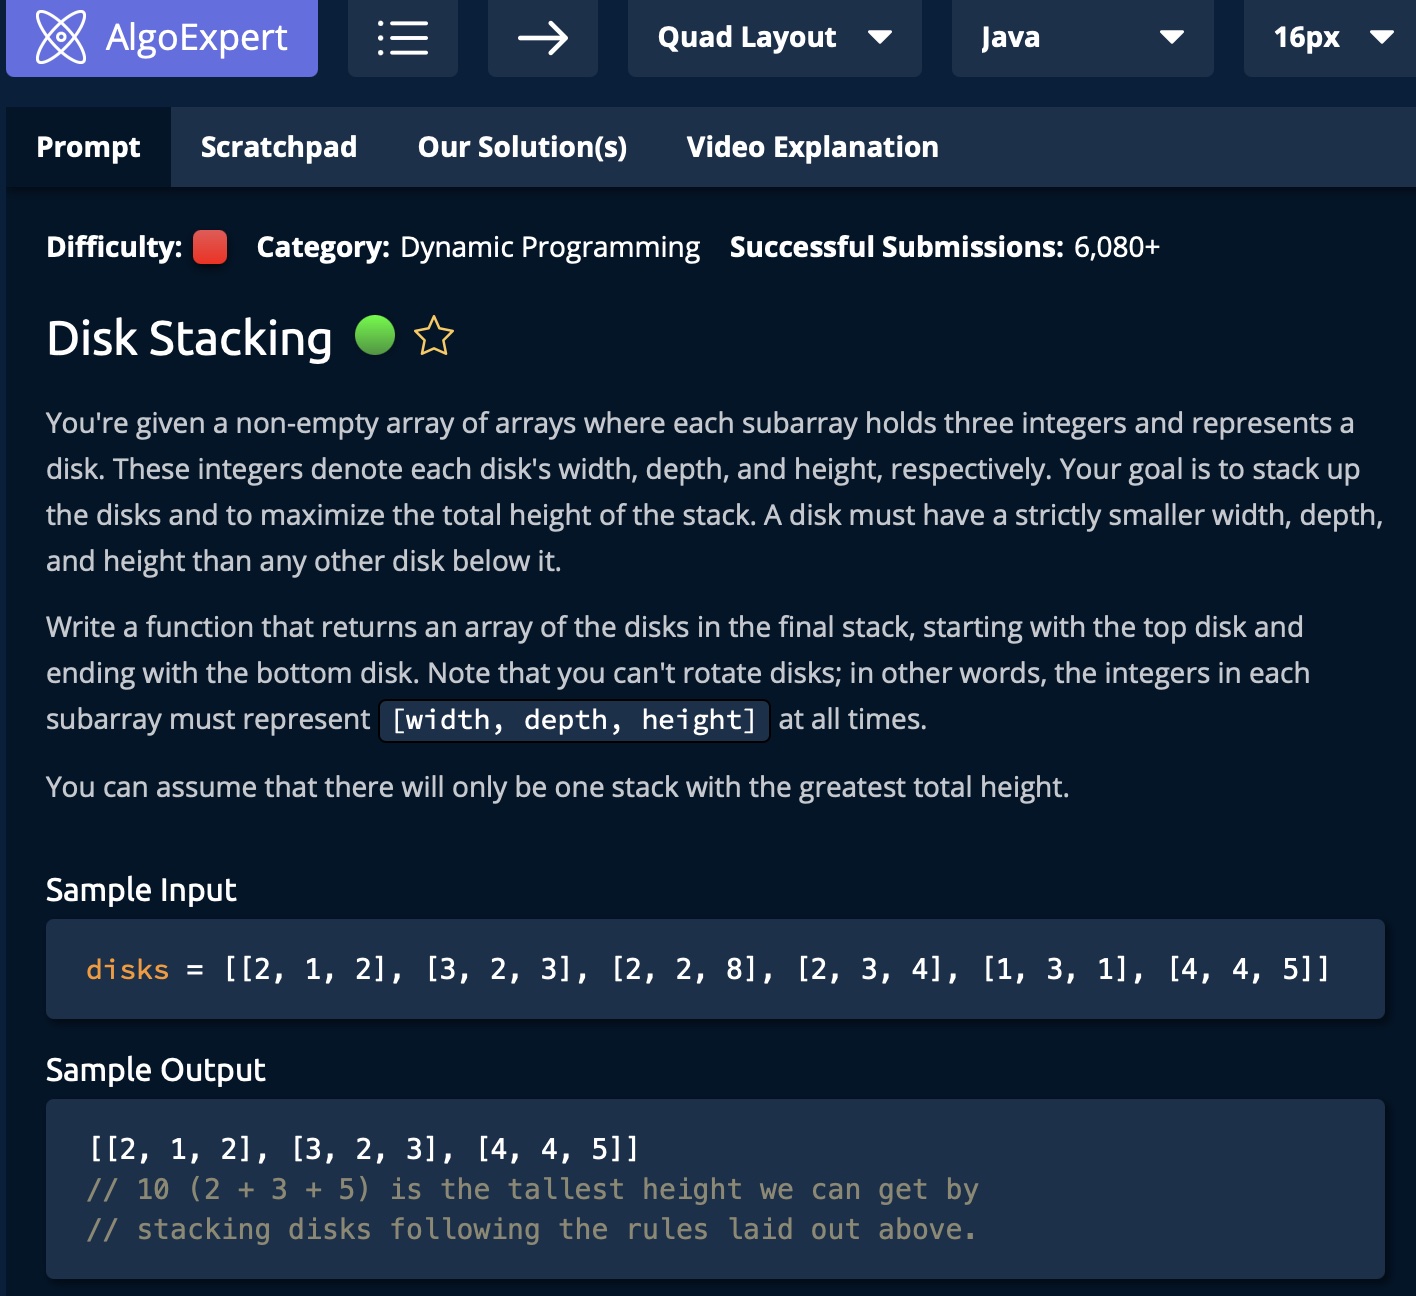 AlgoExpert Quad Layout Java 16px
Prompt Scratchpad Our Solution(s) Video Explanation
Difficulty: Category: Dynamic Programming Successful Submissions: 6,080+
Disk Stacking
You're given a non-empty array of arrays where each subarray holds three integers and represents a
disk. These integers denote each disk's width, depth, and height, respectively. Your goal is to stack up
the disks and to maximize the total height of the stack. A disk must have a strictly smaller width, depth,
and height than any other disk below it.
Write a function that returns an array of the disks in the final stack, starting with the top disk and
ending with the bottom disk. Note that you can't rotate disks; in other words, the integers in each
subarray must represent [width, depth, height] at all times.
You can assume that there will only be one stack with the greatest total height.
Sample Input
disks = [[2, 1, 2], [3, 2, 3], [2, 2, 8], [2, 3, 4], [1, 3, 1], [4, 4, 5]]
Sample Output
[[2, 1, 2], [3, 2, 3], [4, 4, 5]]
// 10 (2 + 3 + 5) is the tallest height we can get by
// stacking disks following the rules laid out above.